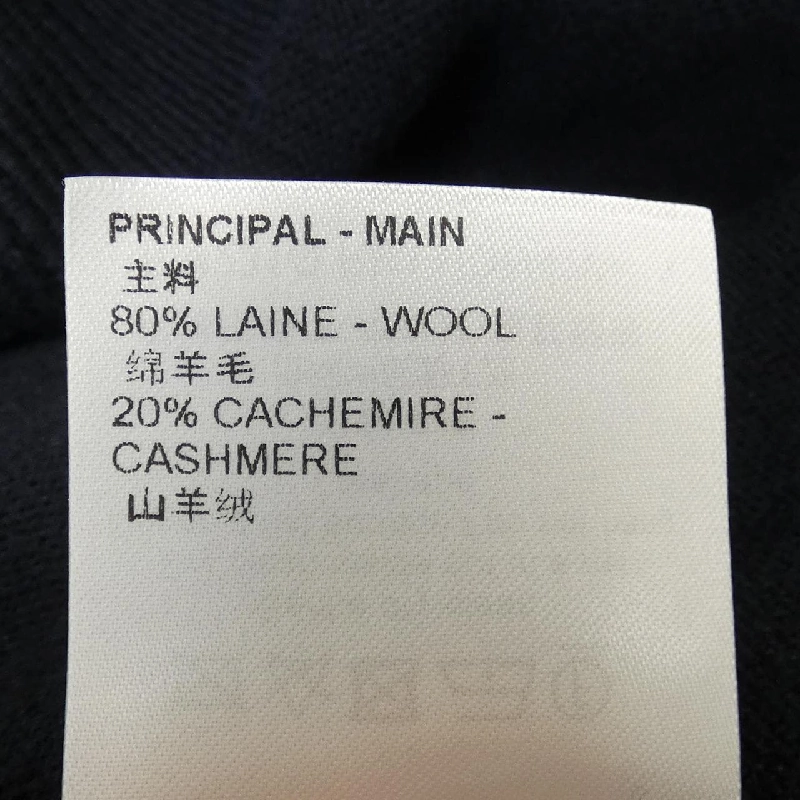 PRINCIPAL - MAIN
主料
80% LAINE - WOOL
绵羊毛
20% CACHEMIRE -
CASHMERE
山羊绒